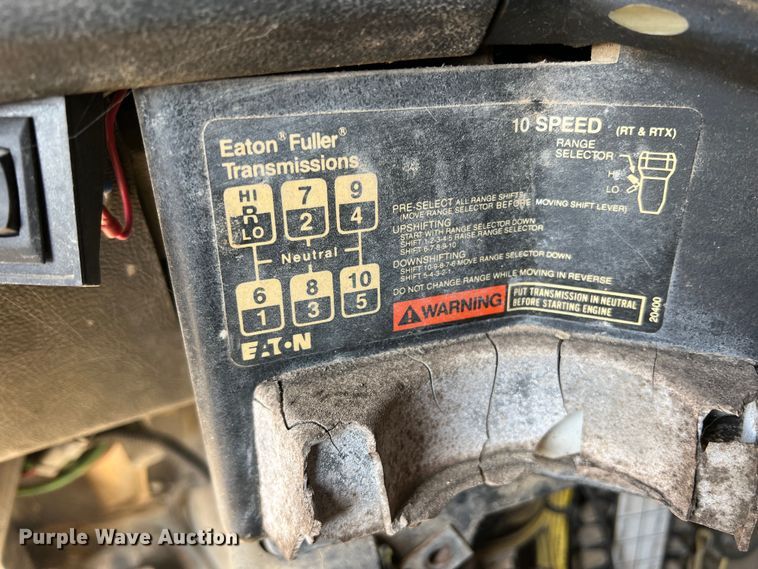 Eaton® Fuller®
Transmissions
HI
R
LO
7
2
9
4
Neutral
6
1
8
3
10
5
EATON
10 SPEED (RT & RTX)
RANGE
SELECTOR
HI
LO
PRE-SELECT ALL RANGE SHIFTS
(MOVE RANGE SELECTOR BEFORE MOVING SHIFT LEVER)
UPSHIFTING
START WITH RANGE SELECTOR DOWN
SHIFT 1-2-3-4-5 RAISE RANGE SELECTOR
SHIFT 6-7-8-9-10
DOWNSHIFTING
SHIFT 10-9-8-7-6 MOVE RANGE SELECTOR DOWN
SHIFT 5-4-3-2-1
DO NOT CHANGE RANGE WHILE MOVING IN REVERSE
WARNING
PUT TRANSMISSION IN NEUTRAL
BEFORE STARTING ENGINE
20400
Purple Wave Auction